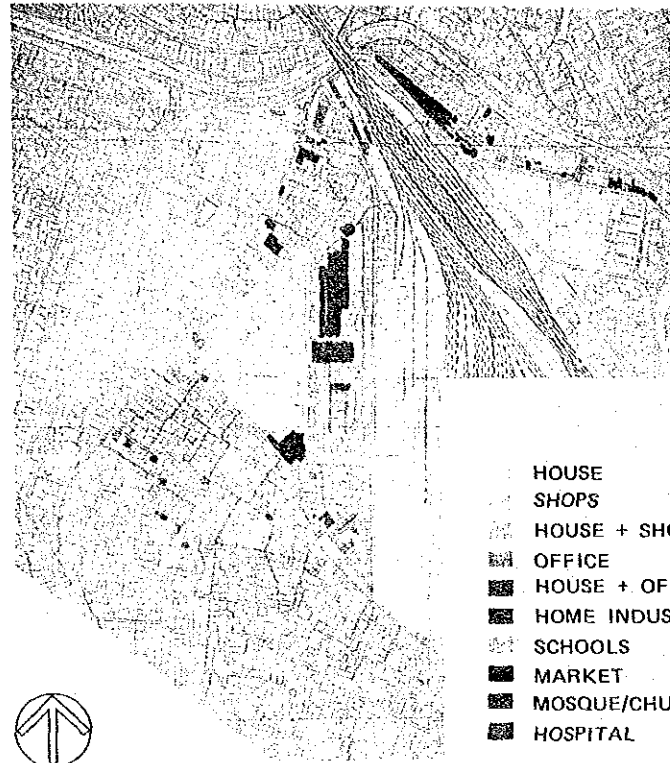 HOUSE
SHOPS
HOUSE + SHO
OFFICE
HOUSE + OF
HOME INDUS
SCHOOLS
MARKET
MOSQUE/CHU
HOSPITAL